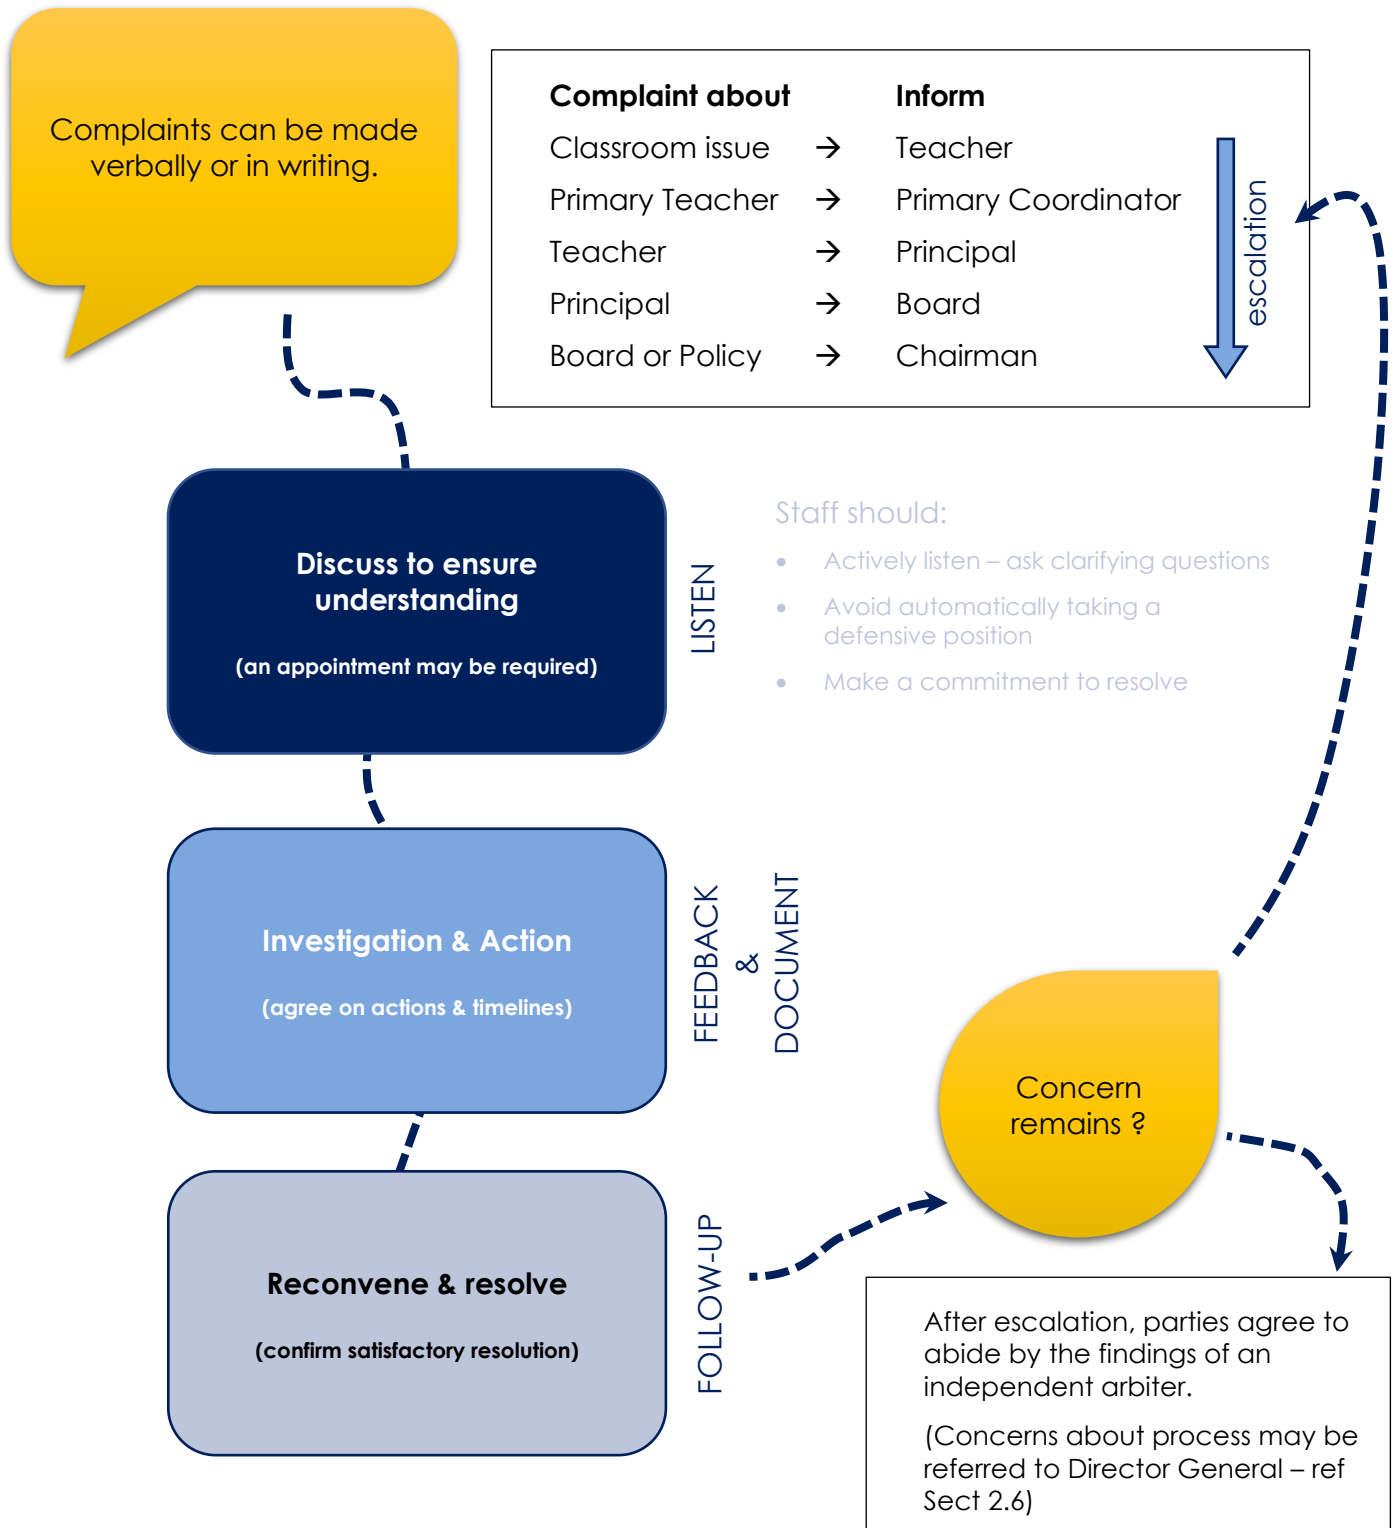 Complaints can be made
verbally or in writing.
Complaint about Inform
Classroom issue → Teacher
Primary Teacher → Primary Coordinator
Teacher → Principal
Principal → Board
Board or Policy → Chairman
escalation
Discuss to ensure
understanding
(an appointment may be required)
LISTEN
Staff should:
• Actively listen – ask clarifying questions
• Avoid automatically taking a
defensive position
• Make a commitment to resolve
Investigation & Action
(agree on actions & timelines)
FEEDBACK
&
DOCUMENT
Reconvene & resolve
(confirm satisfactory resolution)
FOLLOW-UP
Concern
remains ?
After escalation, parties agree to
abide by the findings of an
independent arbiter.
(Concerns about process may be
referred to Director General – ref
Sect 2.6)